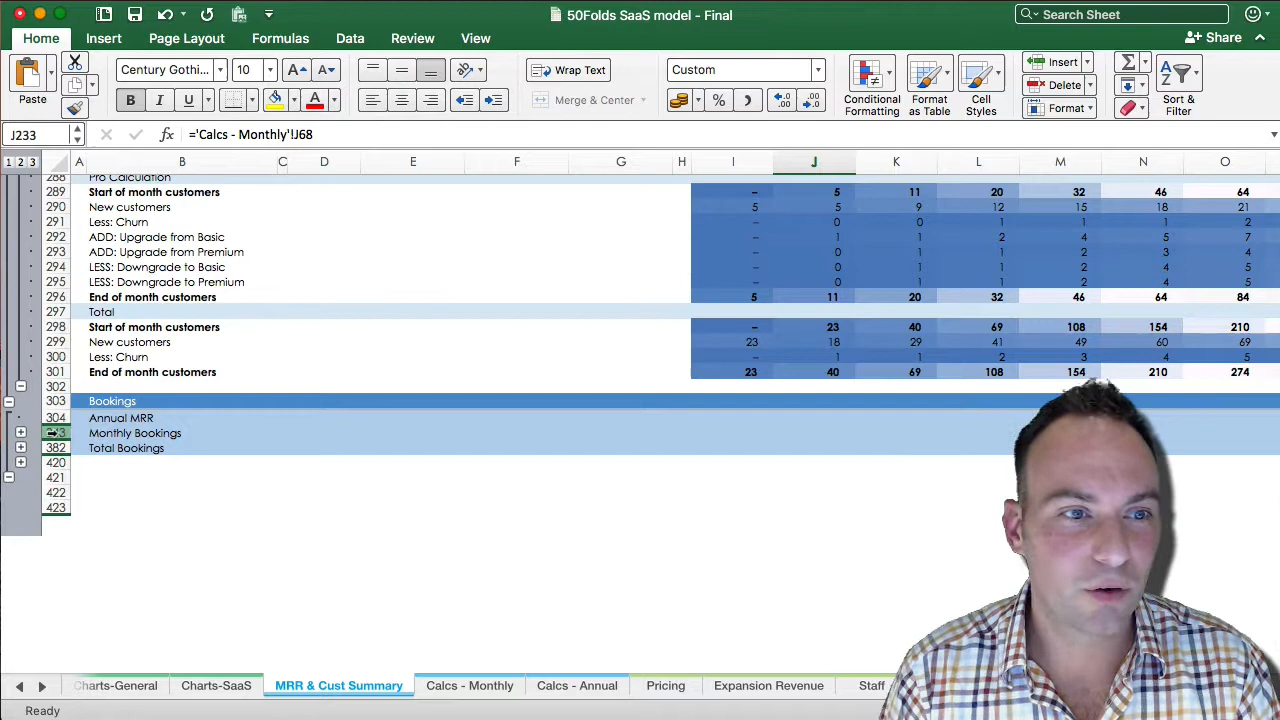 50Folds SaaS model - Final
Search Sheet
Home Insert Page Layout Formulas Data Review View
Share
Paste
Century Gothi... 10
Wrap Text
Merge & Center
Custom
Conditional Formatting
Format as Table
Cell Styles
Insert
Delete
Format
Sort & Filter
J233 fx ='Calcs - Monthly'!J68
1 2 3 A B C D E F G H I J K L M N O
288 Pro Calculation
289 Start of month customers – 5 11 20 32 46 64
290 New customers 5 5 9 12 15 18 21
291 Less: Churn – 0 0 1 1 1 2
292 ADD: Upgrade from Basic – 1 1 2 4 5 7
293 ADD: Upgrade from Premium – 0 1 1 2 3 4
294 LESS: Downgrade to Basic – 0 1 1 2 4 5
295 LESS: Downgrade to Premium – 0 1 1 2 4 5
296 End of month customers 5 11 20 32 46 64 84
297 Total
298 Start of month customers – 23 40 69 108 154 210
299 New customers 23 18 29 41 49 60 69
300 Less: Churn – 1 1 2 3 4 5
301 End of month customers 23 40 69 108 154 210 274
302
303 Bookings
304 Annual MRR
Monthly Bookings
382 Total Bookings
420
421
422
423
Charts-General Charts-SaaS MRR & Cust Summary Calcs - Monthly Calcs - Annual Pricing Expansion Revenue Staff
Ready